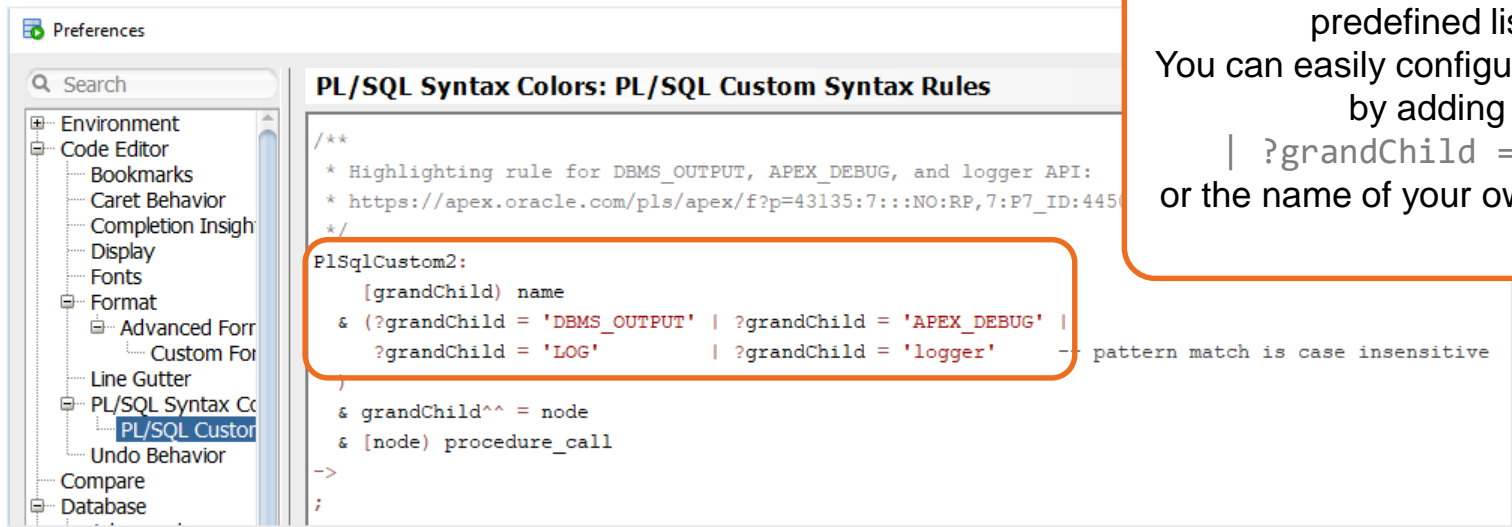 Preferences
Search
Environment
Code Editor
Bookmarks
Caret Behavior
Completion Insigh
Display
Fonts
Format
Advanced Forr
Custom For
Line Gutter
PL/SQL Syntax Co
PL/SQL Custor
Undo Behavior
Compare
Database
PL/SQL Syntax Colors: PL/SQL Custom Syntax Rules
/**
* Highlighting rule for DBMS_OUTPUT, APEX_DEBUG, and logger API:
* https://apex.oracle.com/pls/apex/f?p=43135:7:::NO:RP,7:P7_ID:4450
*/
PlSqlCustom2:
[grandChild) name
& (?grandChild = 'DBMS_OUTPUT' | ?grandChild = 'APEX_DEBUG' |
?grandChild = 'LOG' | ?grandChild = 'logger' -- pattern match is case insensitive
)
& grandChild^^ = node
& [node) procedure_call
->
;
predefined lis
You can easily configu
by adding
| ?grandChild =
or the name of your ow